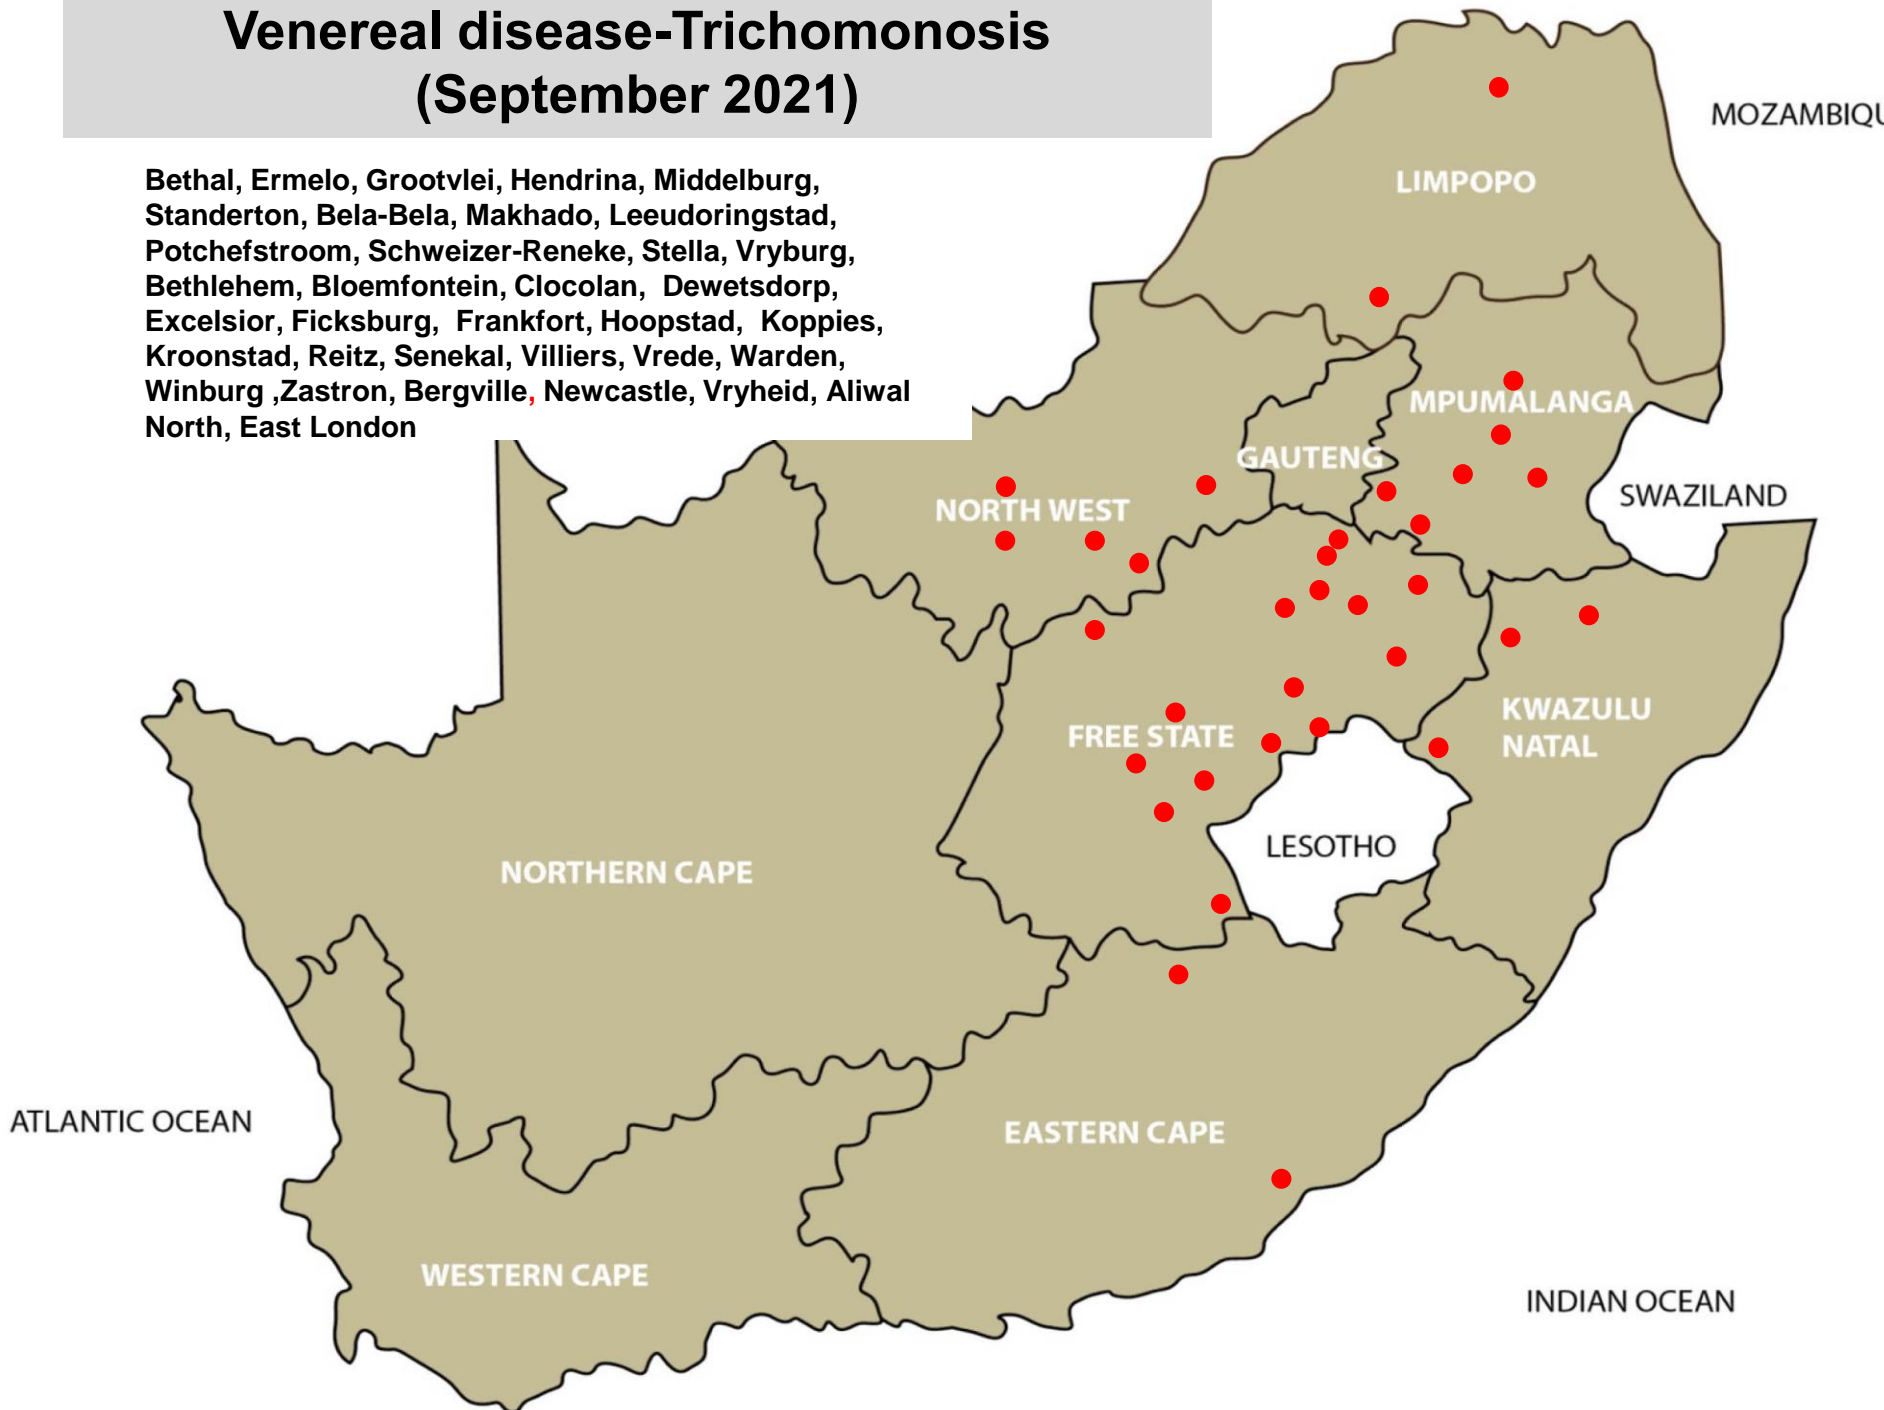 Venereal disease-Trichomonosis
(September 2021)
Bethal, Ermelo, Grootvlei, Hendrina, Middelburg,
Standerton, Bela-Bela, Makhado, Leeudoringstad,
Potchefstroom, Schweizer-Reneke, Stella, Vryburg,
Bethlehem, Bloemfontein, Clocolan, Dewetsdorp,
Excelsior, Ficksburg, Frankfort, Hoopstad, Koppies,
Kroonstad, Reitz, Senekal, Villiers, Vrede, Warden,
Winburg ,Zastron, Bergville, Newcastle, Vryheid, Aliwal
North, East London
MOZAMBIQU
LIMPOPO
MPUMALANGA
GAUTENG
SWAZILAND
NORTH WEST
KWAZULU
NATAL
FREE STATE
LESOTHO
NORTHERN CAPE
ATLANTIC OCEAN
EASTERN CAPE
WESTERN CAPE
INDIAN OCEAN